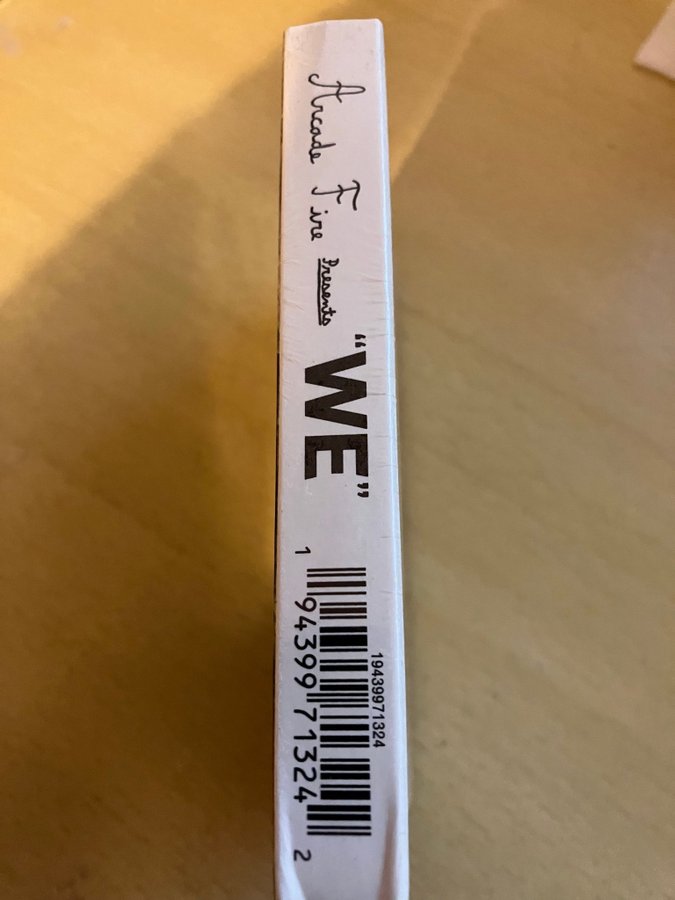 Arcade Fire Presents
“WE”
19439971324
1 94399 71324 2